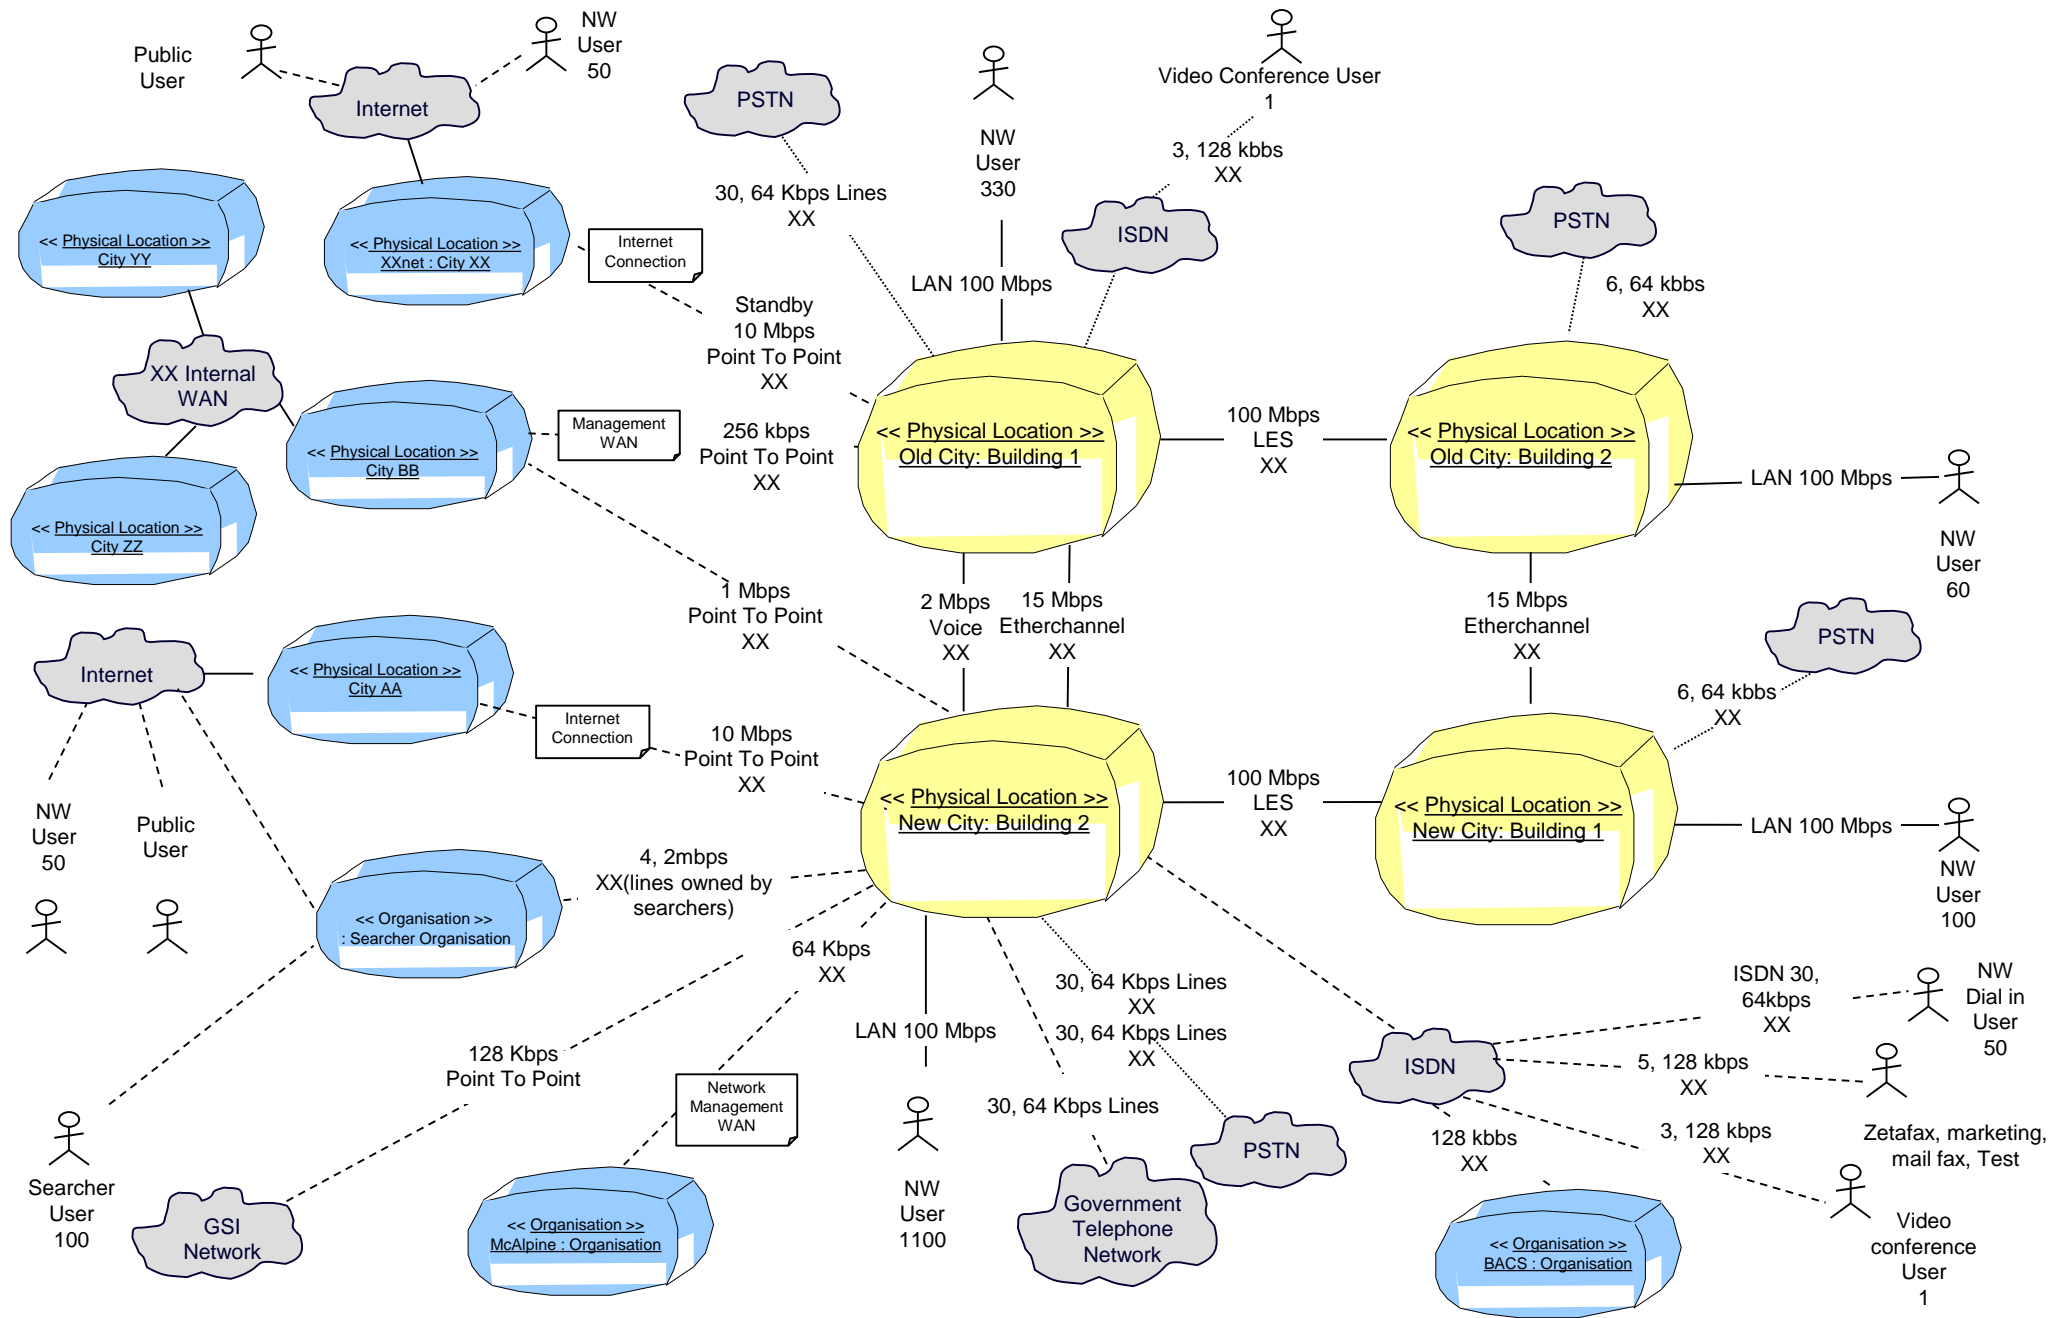 Public
User
NW
User
50
Internet
PSTN
NW
User
330
Video Conference User
1
3, 128 kbbs
XX
30, 64 Kbps Lines
XX
ISDN
PSTN
<< Physical Location >>
City YY
<< Physical Location >>
XXnet : City XX
Internet
Connection
LAN 100 Mbps
6, 64 kbbs
XX
Standby
10 Mbps
Point To Point
XX
XX Internal
WAN
<< Physical Location >>
City BB
Management
WAN
256 kbps
Point To Point
XX
<< Physical Location >>
Old City: Building 1
100 Mbps
LES
XX
<< Physical Location >>
Old City: Building 2
LAN 100 Mbps
NW
User
60
<< Physical Location >>
City ZZ
1 Mbps
Point To Point
XX
2 Mbps
Voice
XX
15 Mbps
Etherchannel
XX
15 Mbps
Etherchannel
XX
PSTN
Internet
<< Physical Location >>
City AA
Internet
Connection
10 Mbps
Point To Point
XX
6, 64 kbbs
XX
<< Physical Location >>
New City: Building 2
100 Mbps
LES
XX
<< Physical Location >>
New City: Building 1
LAN 100 Mbps
NW
User
100
NW
User
50
Public
User
4, 2mbps
XX(lines owned by
searchers)
<< Organisation >>
: Searcher Organisation
64 Kbps
XX
30, 64 Kbps Lines
XX
30, 64 Kbps Lines
XX
LAN 100 Mbps
ISDN 30,
64kbps
XX
NW
Dial in
User
50
128 Kbps
Point To Point
ISDN
5, 128 kbps
XX
Network
Management
WAN
30, 64 Kbps Lines
PSTN
128 kbbs
XX
3, 128 kbps
XX
Zetafax, marketing,
mail fax, Test
Searcher
User
100
GSI
Network
<< Organisation >>
McAlpine : Organisation
NW
User
1100
Government
Telephone
Network
<< Organisation >>
BACS : Organisation
Video
conference
User
1